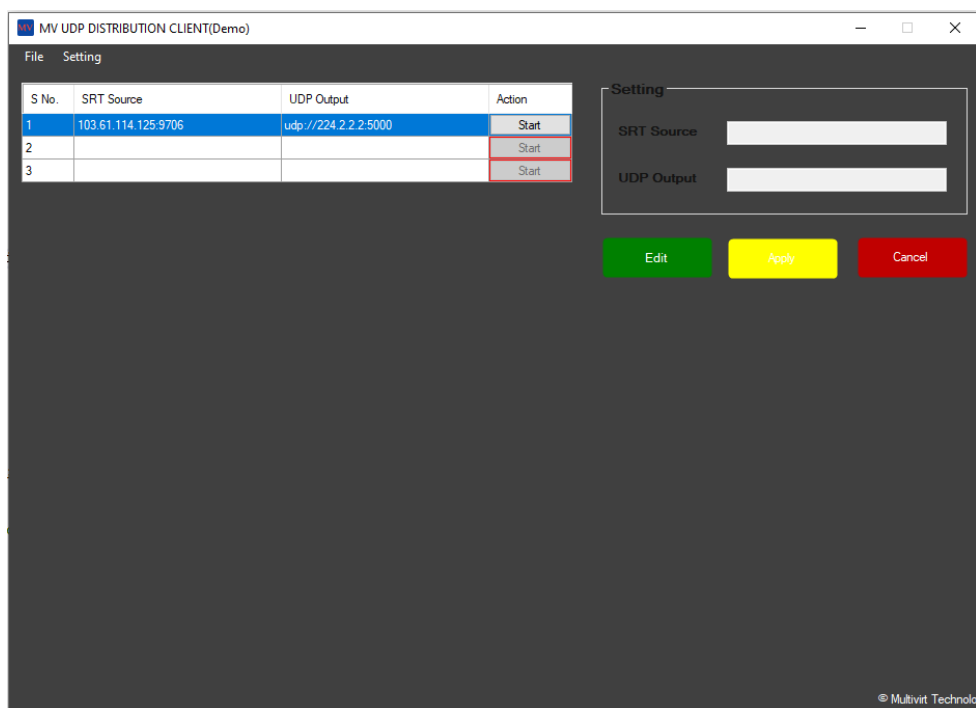 MV MV UDP DISTRIBUTION CLIENT(Demo)
File Setting
S No. SRT Source UDP Output Action
1 103.61.114.125:9706 udp://224.2.2.2:5000 Start
2 Start
3 Start
Setting
SRT Source
UDP Output
Edit Apply Cancel
© Multivirt Technolo